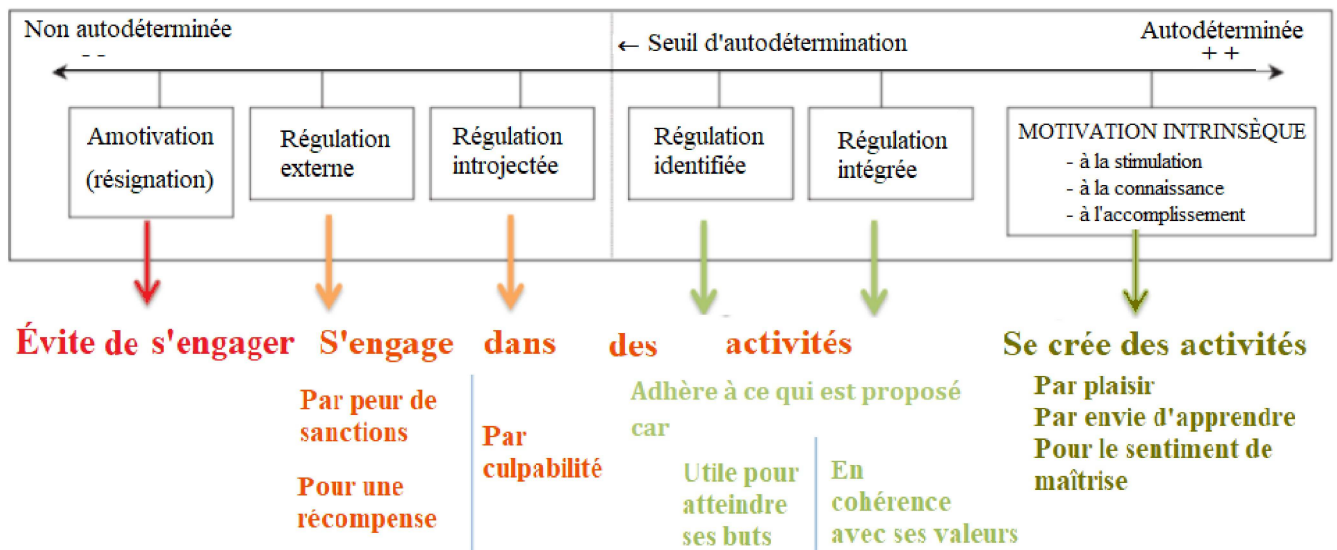 Non autodéterminée
- -
← Seuil d'autodétermination
Autodéterminée
+ +
Amotivation
(résignation)
Régulation
externe
Régulation
introjectée
Régulation
identifiée
Régulation
intégrée
MOTIVATION INTRINSÈQUE
- à la stimulation
- à la connaissance
- à l'accomplissement
Évite de s'engager
S'engage dans des activités
Se crée des activités
Par peur de
sanctions
Pour une
récompense
Par
culpabilité
Adhère à ce qui est proposé
car
Utile pour
atteindre
ses buts
En
cohérence
avec ses valeurs
Par plaisir
Par envie d'apprendre
Pour le sentiment de
maîtrise